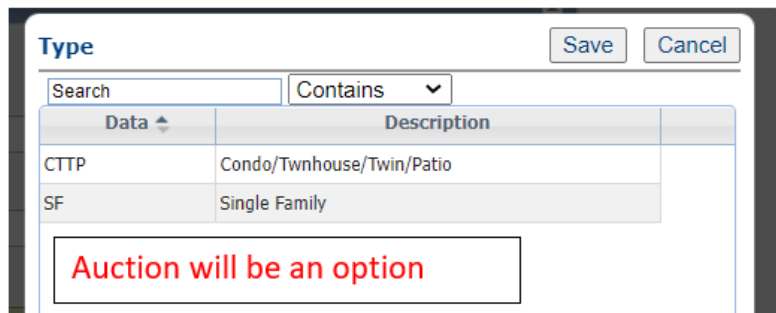 Type Save Cancel
Search Contains
Data Description
CTTP Condo/Twnhouse/Twin/Patio
SF Single Family
Auction will be an option